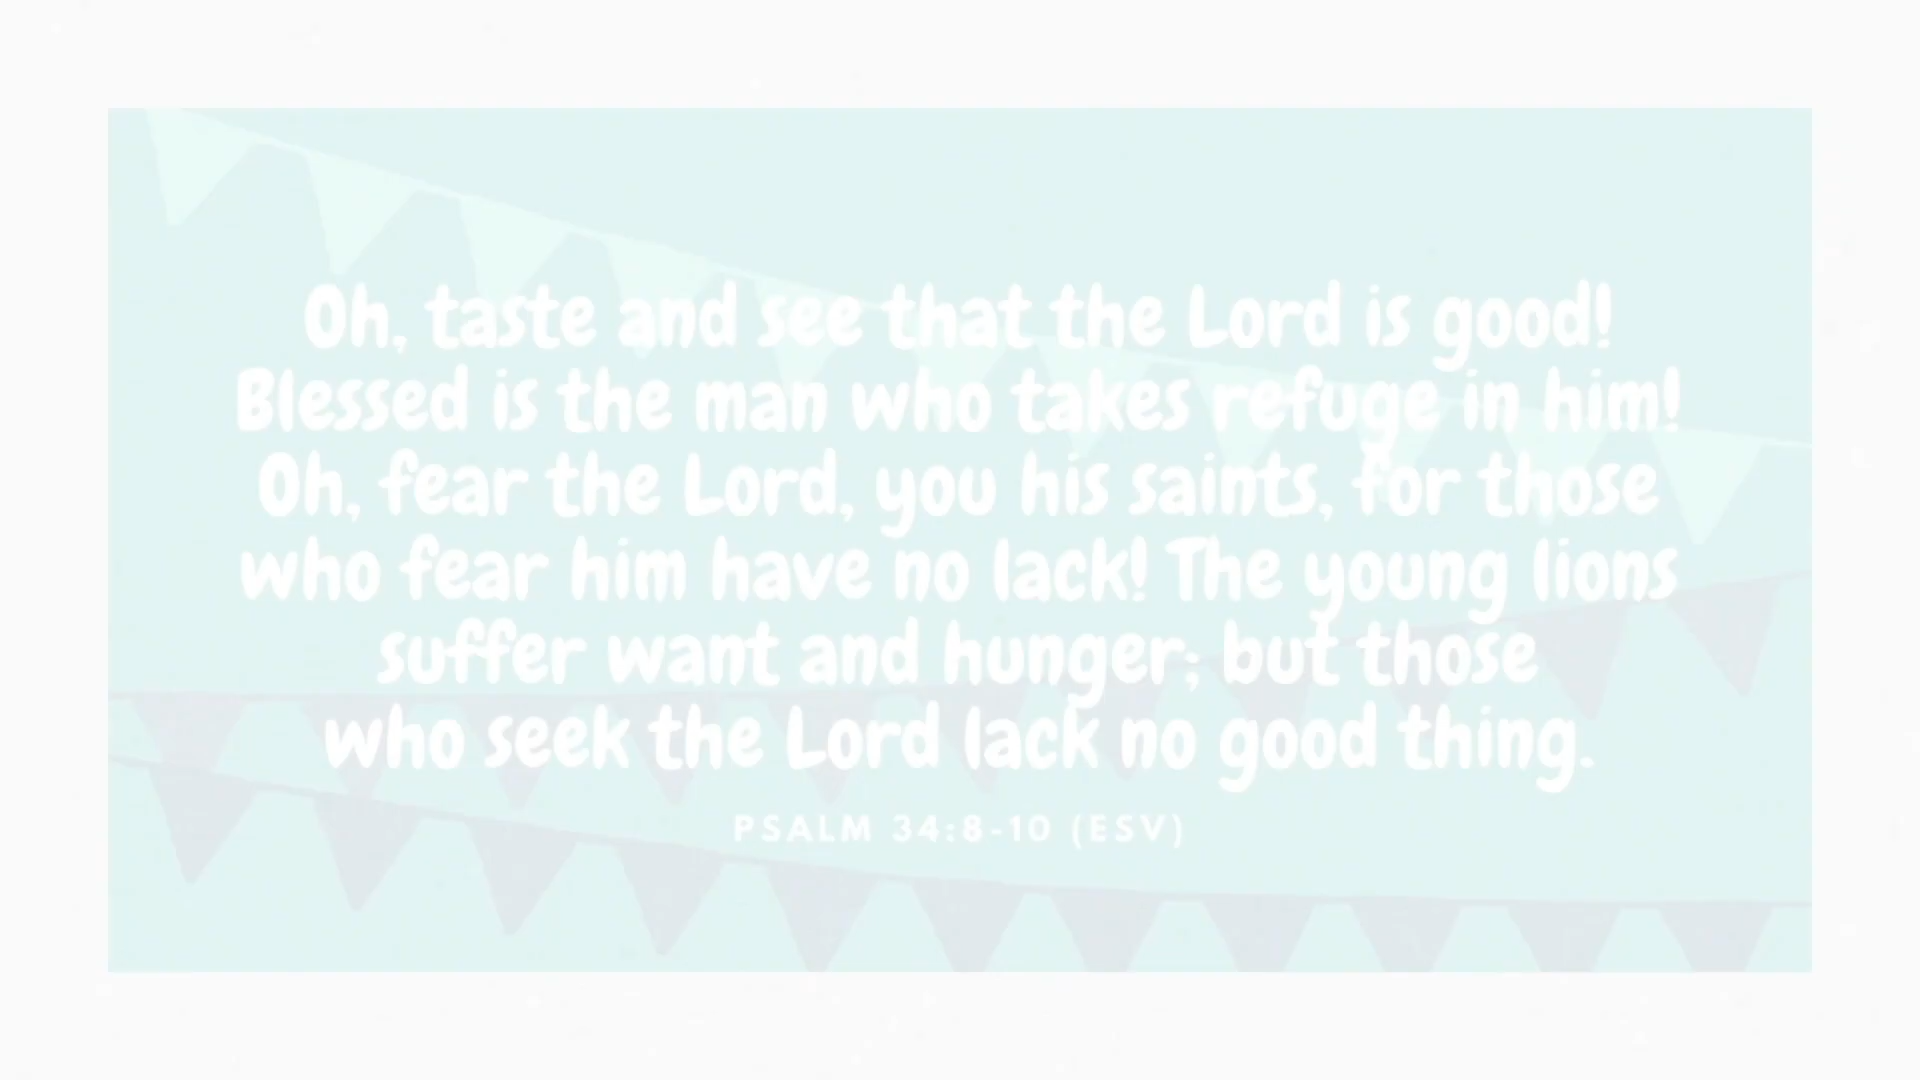 Oh, taste and see that the Lord is good!
Blessed is the man who takes refuge in him!
Oh, fear the Lord, you his saints, for those
who fear him have no lack! The young lions
suffer want and hunger; but those
who seek the Lord lack no good thing.
PSALM 34:8-10 (ESV)